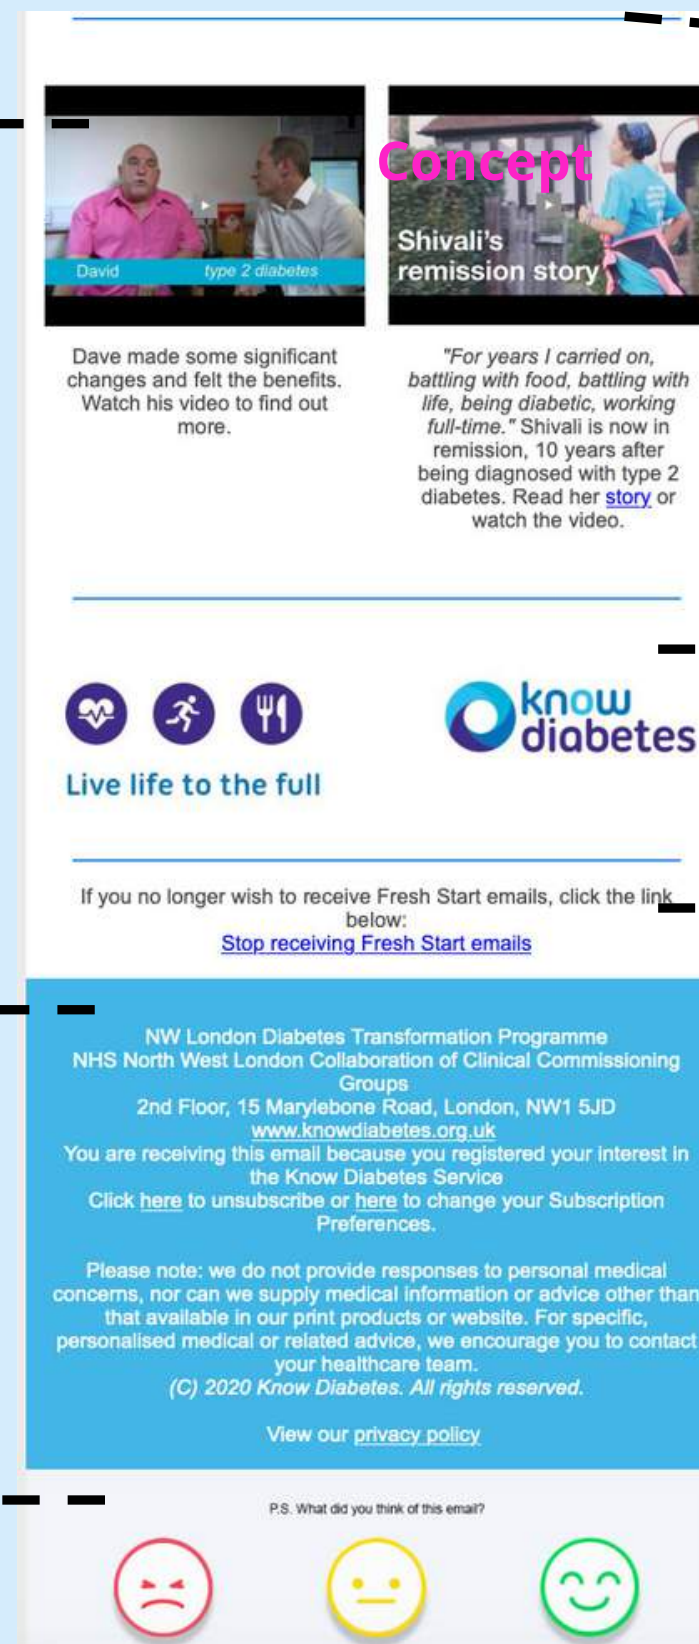 Concept
David type 2 diabetes
Shivali's
remission story
Dave made some significant
changes and felt the benefits.
Watch his video to find out
more.
"For years I carried on,
battling with food, battling with
life, being diabetic, working
full-time." Shivali is now in
remission, 10 years after
being diagnosed with type 2
diabetes. Read her story or
watch the video.
Live life to the full
know
diabetes
If you no longer wish to receive Fresh Start emails, click the link
below:
Stop receiving Fresh Start emails
NW London Diabetes Transformation Programme
NHS North West London Collaboration of Clinical Commissioning
Groups
2nd Floor, 15 Marylebone Road, London, NW1 5JD
www.knowdiabetes.org.uk
You are receiving this email because you registered your interest in
the Know Diabetes Service
Click here to unsubscribe or here to change your Subscription
Preferences.
Please note: we do not provide responses to personal medical
concerns, nor can we supply medical information or advice other than
that available in our print products or website. For specific,
personalised medical or related advice, we encourage you to contact
your healthcare team.
(C) 2020 Know Diabetes. All rights reserved.
View our privacy policy
P.S. What did you think of this email?